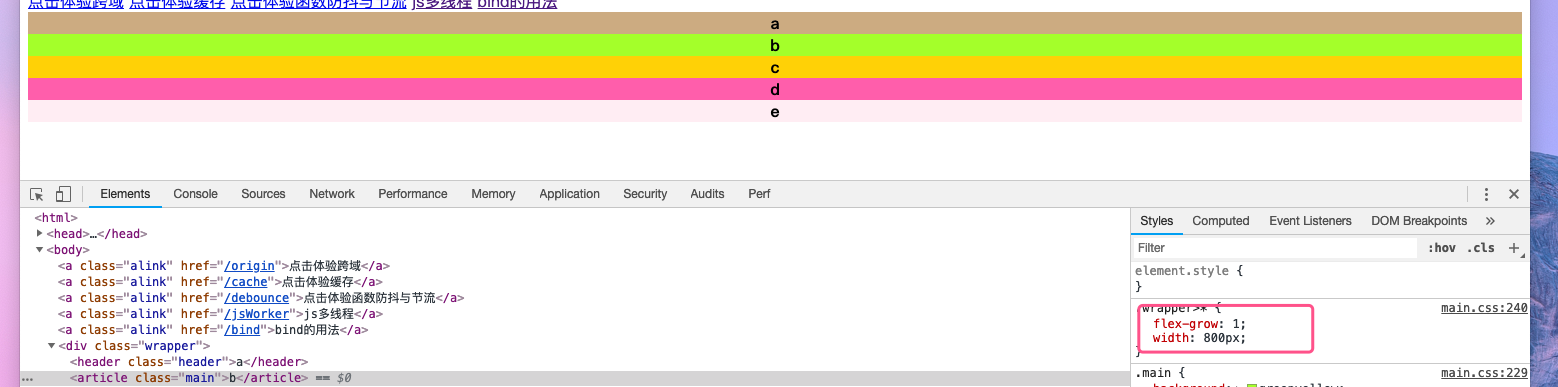 点击体验跨域 点击体验缓存 点击体验函数防抖与节流 js多线程 bind的用法
a
b
c
d
e
Elements Console Sources Network Performance Memory Application Security Audits Perf
<html>
<head>…</head>
<body>
<a class="alink" href="/origin">点击体验跨域</a>
<a class="alink" href="/cache">点击体验缓存</a>
<a class="alink" href="/debounce">点击体验函数防抖与节流</a>
<a class="alink" href="/jsWorker">js多线程</a>
<a class="alink" href="/bind">bind的用法</a>
<div class="wrapper">
<header class="header">a</header>
… <article class="main">b</article> == $0
Styles Computed Event Listeners DOM Breakpoints »
Filter :hov .cls +
element.style {
}
.wrapper>* { main.css:240
flex-grow: 1;
width: 800px;
}
.main { main.css:229
background: greenyellow;